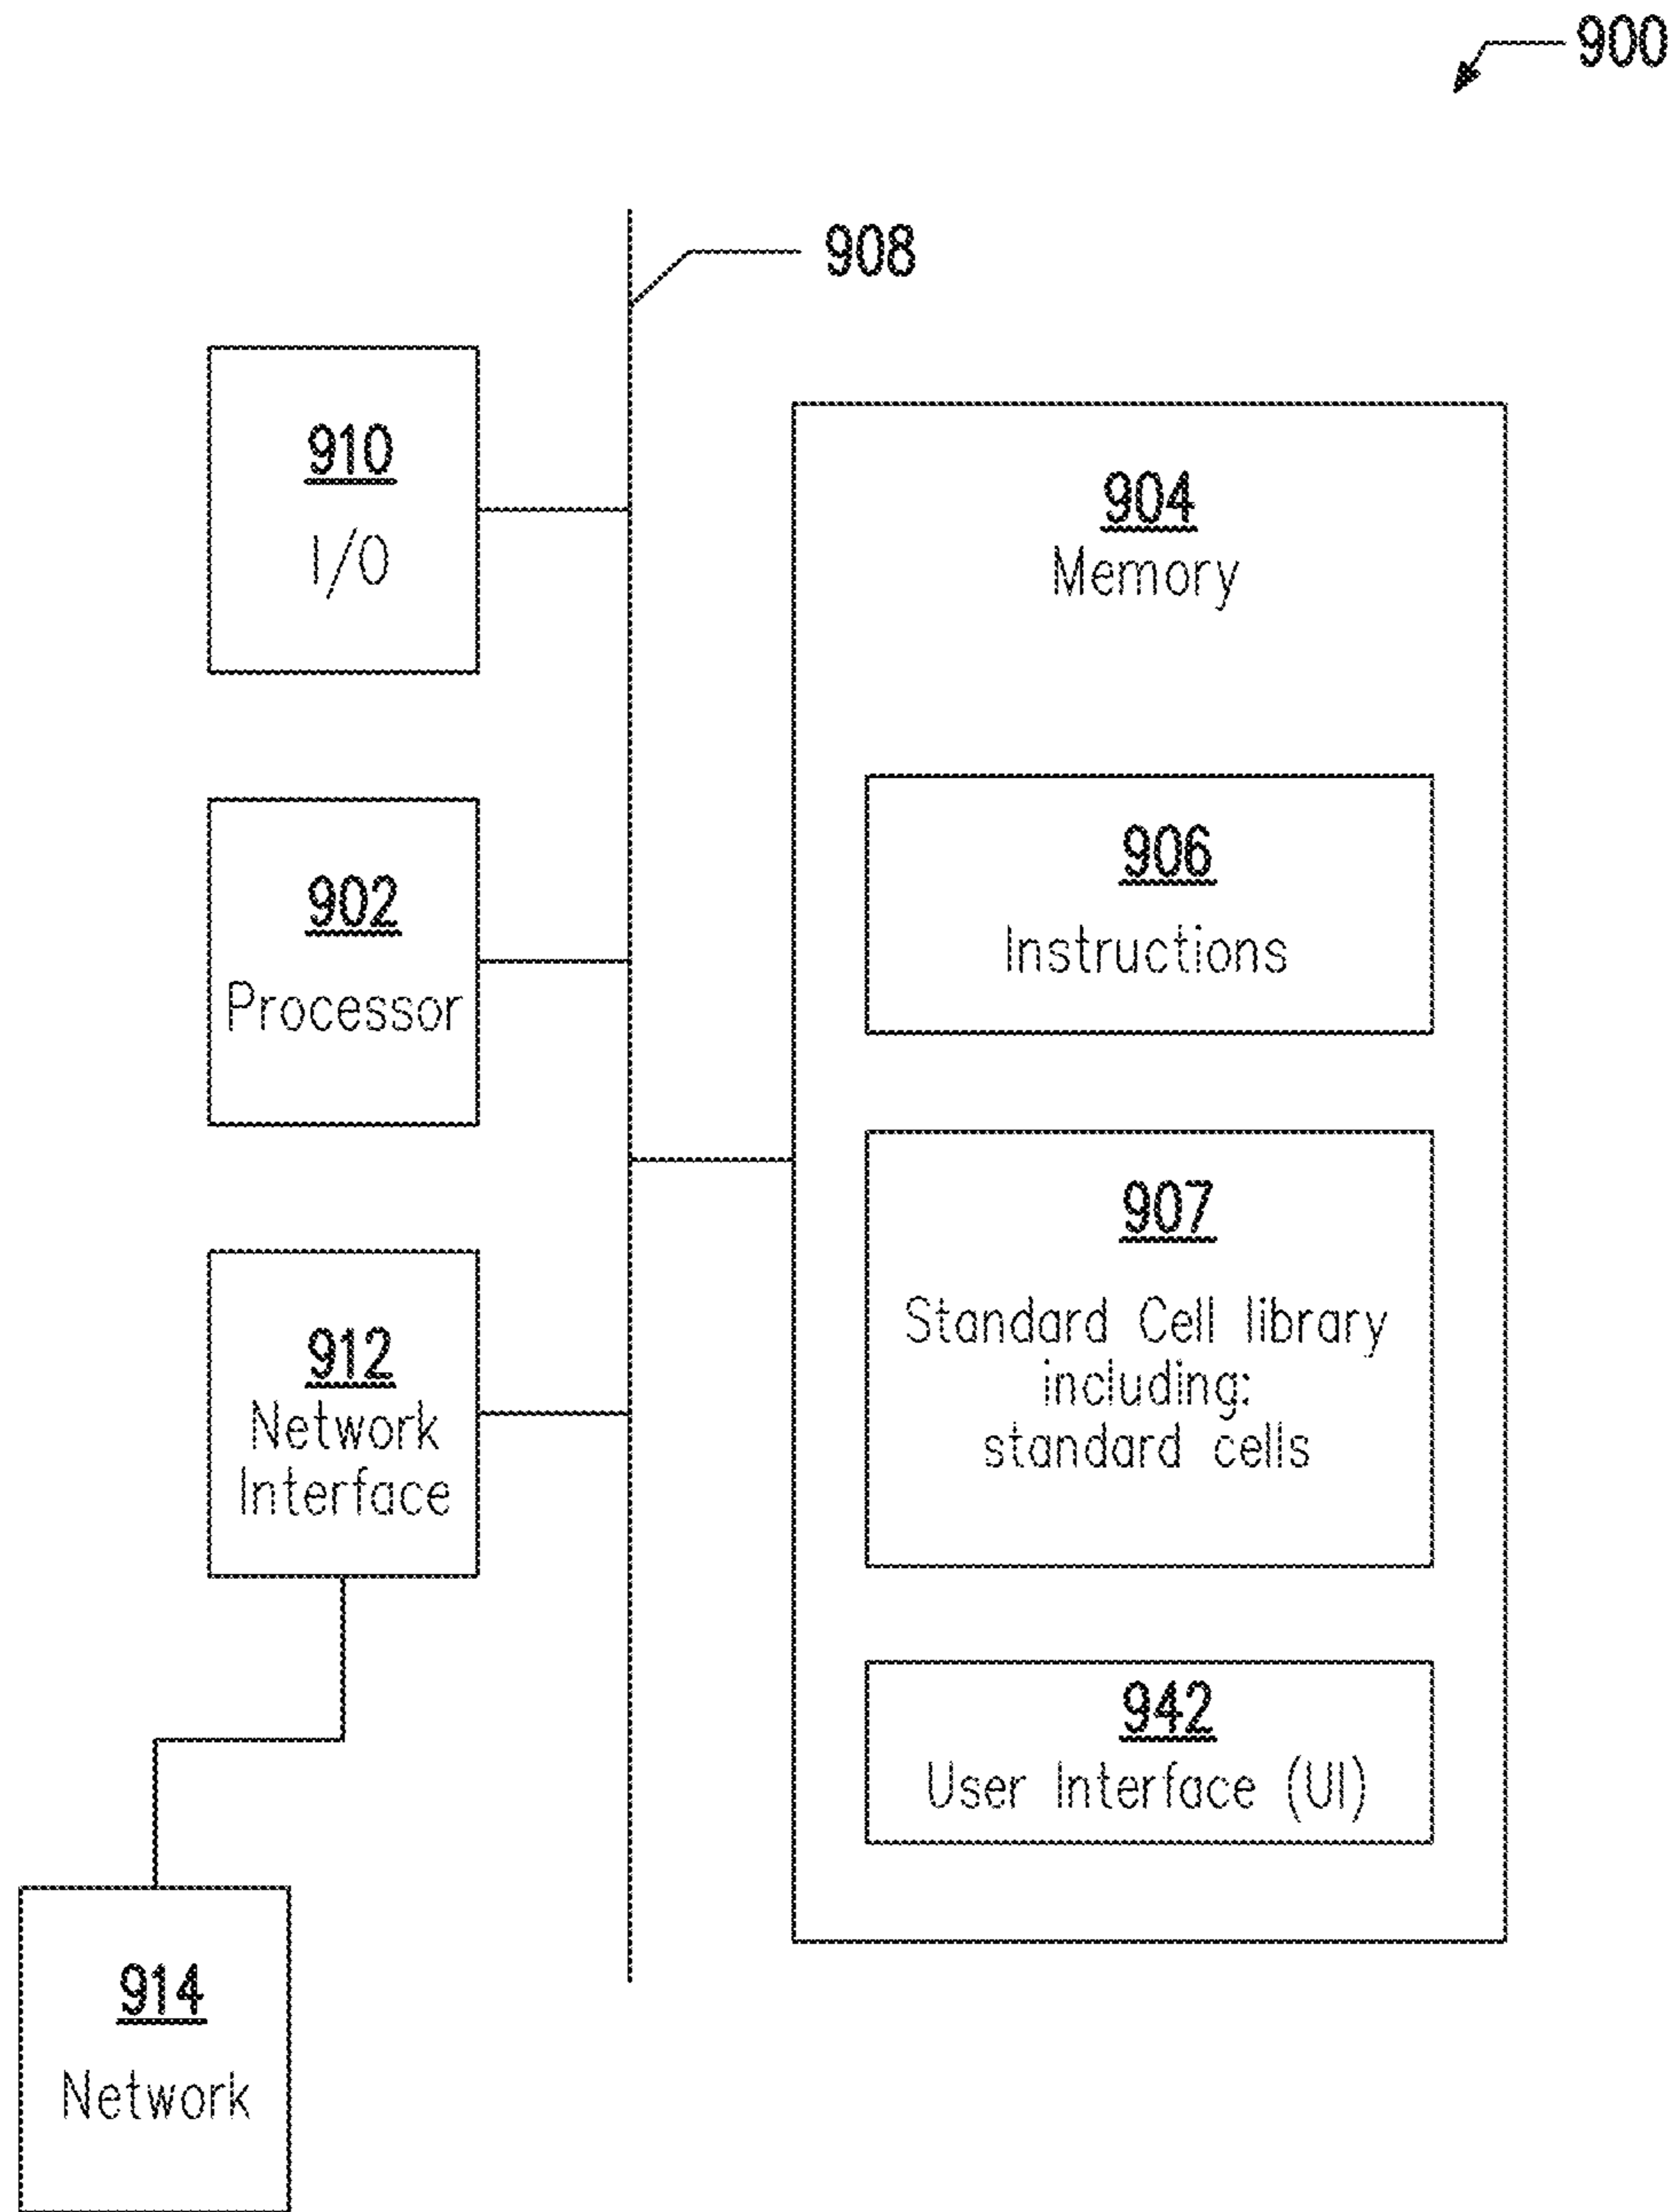 900
908
910
I/O
904
Memory
906
Instructions
902
Processor
907
Standard Cell library
including:
standard cells
912
Network
Interface
942
User Interface (UI)
914
Network